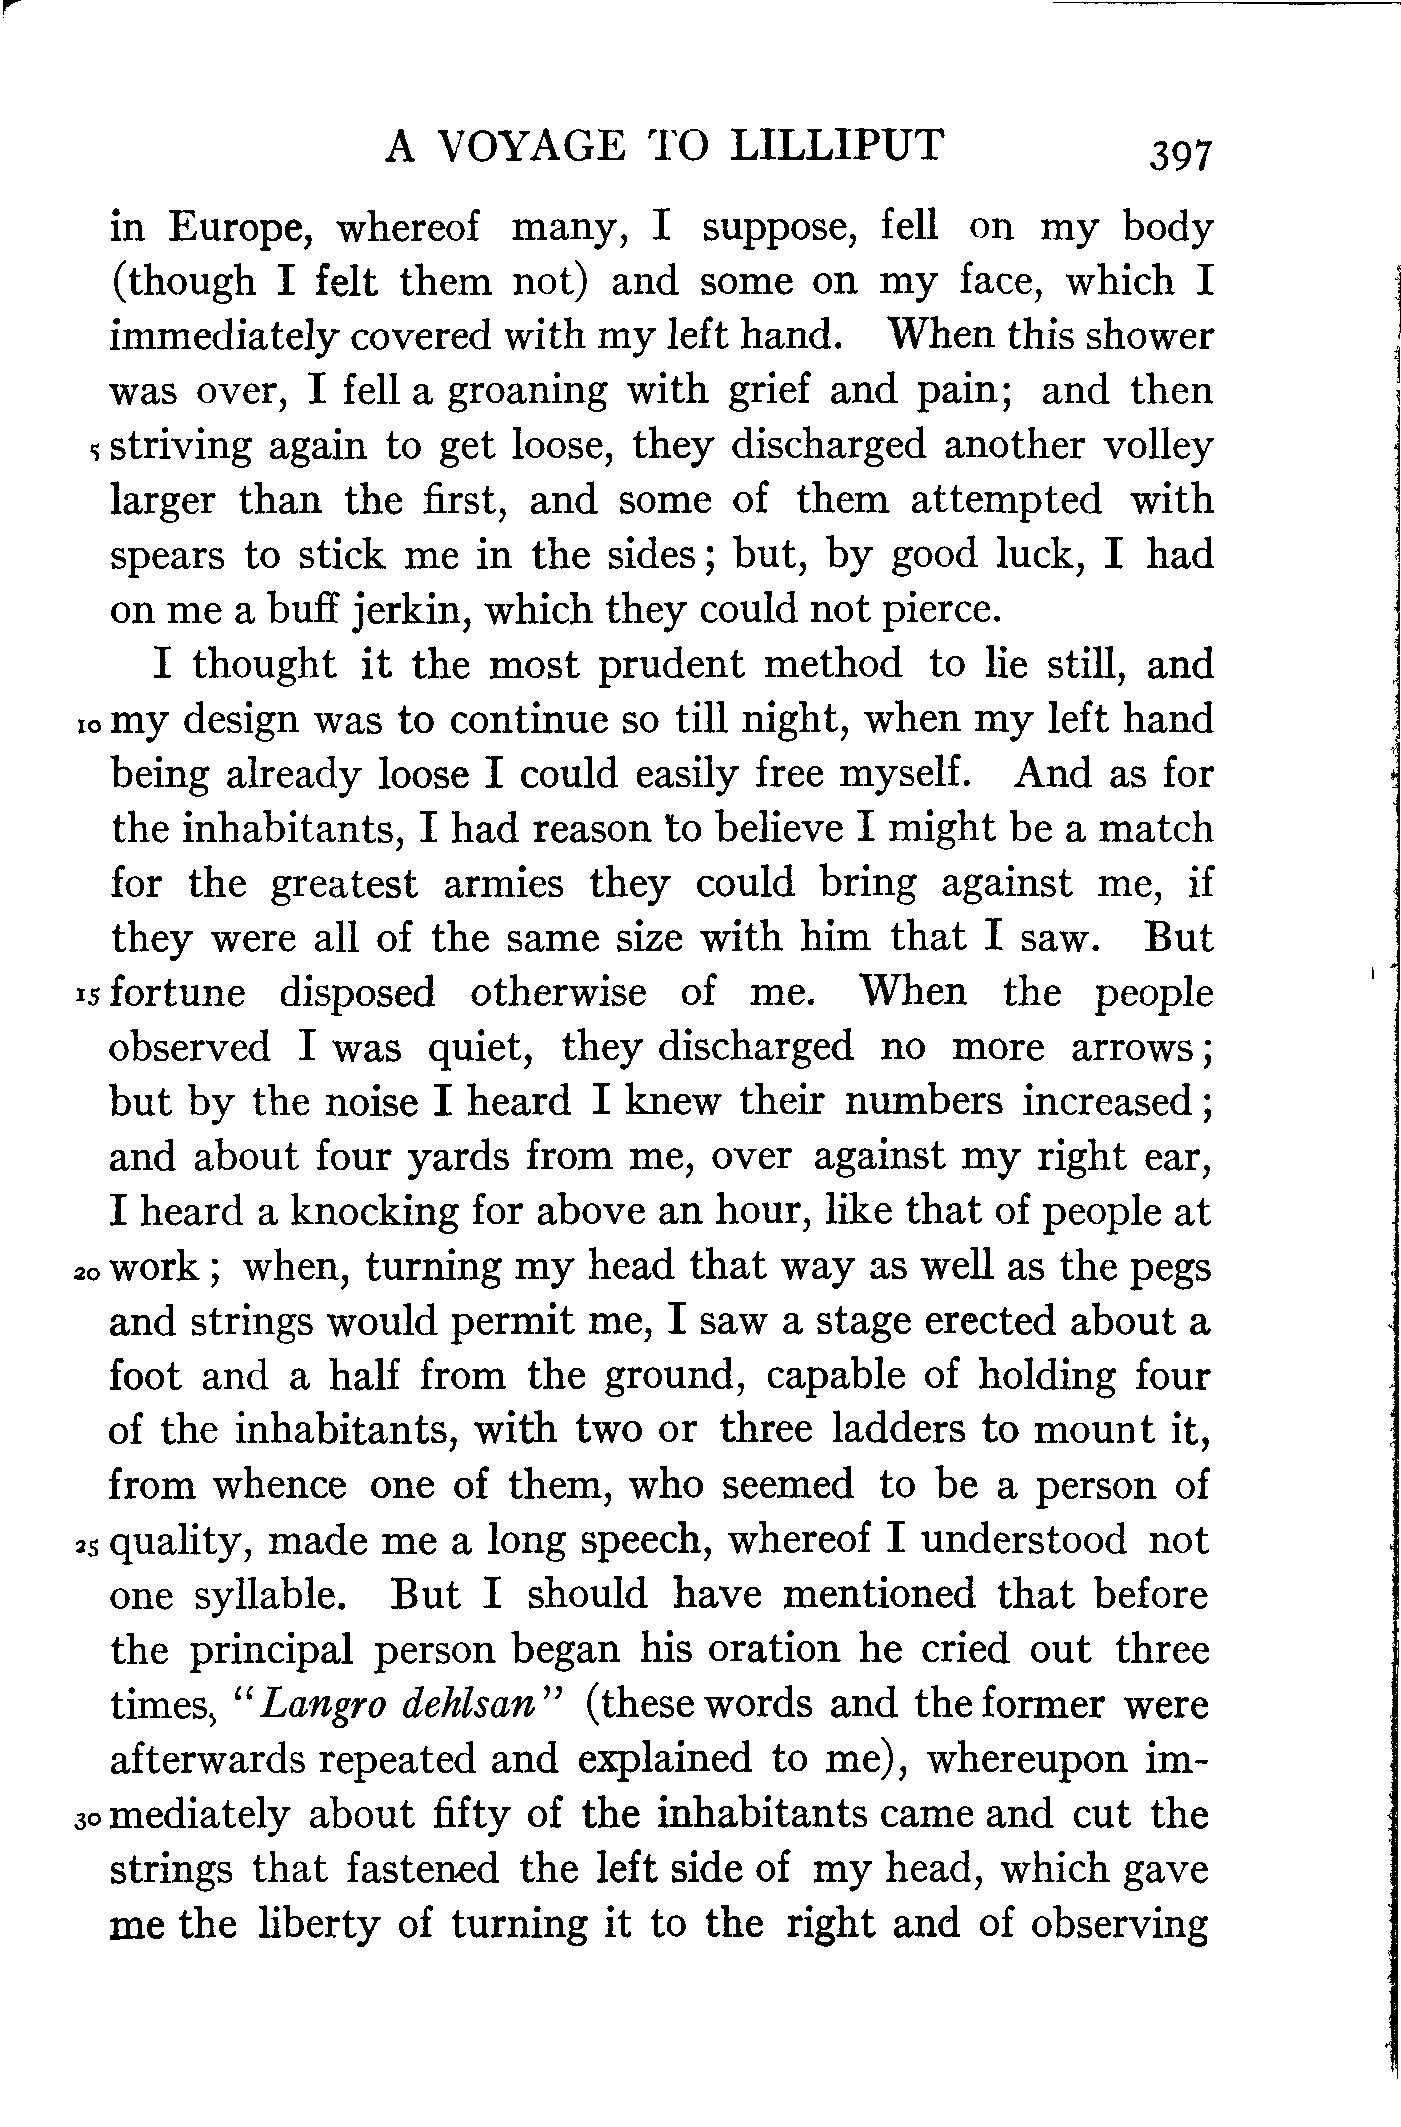 A VOYAGE TO LILLIPUT 397
in Europe, whereof many, I suppose, fell on my body
(though I felt them not) and some on my face, which I
immediately covered with my left hand. When this shower
was over, I fell a groaning with grief and pain; and then
5 striving again to get loose, they discharged another volley
larger than the first, and some of them attempted with
spears to stick me in the sides; but, by good luck, I had
on me a buff jerkin, which they could not pierce.
I thought it the most prudent method to lie still, and
10 my design was to continue so till night, when my left hand
being already loose I could easily free myself. And as for
the inhabitants, I had reason to believe I might be a match
for the greatest armies they could bring against me, if
they were all of the same size with him that I saw. But
15 fortune disposed otherwise of me. When the people
observed I was quiet, they discharged no more arrows;
but by the noise I heard I knew their numbers increased;
and about four yards from me, over against my right ear,
I heard a knocking for above an hour, like that of people at
20 work; when, turning my head that way as well as the pegs
and strings would permit me, I saw a stage erected about a
foot and a half from the ground, capable of holding four
of the inhabitants, with two or three ladders to mount it,
from whence one of them, who seemed to be a person of
25 quality, made me a long speech, whereof I understood not
one syllable. But I should have mentioned that before
the principal person began his oration he cried out three
times, "Langro dehlsan" (these words and the former were
afterwards repeated and explained to me), whereupon im-
30 mediately about fifty of the inhabitants came and cut the
strings that fastened the left side of my head, which gave
me the liberty of turning it to the right and of observing